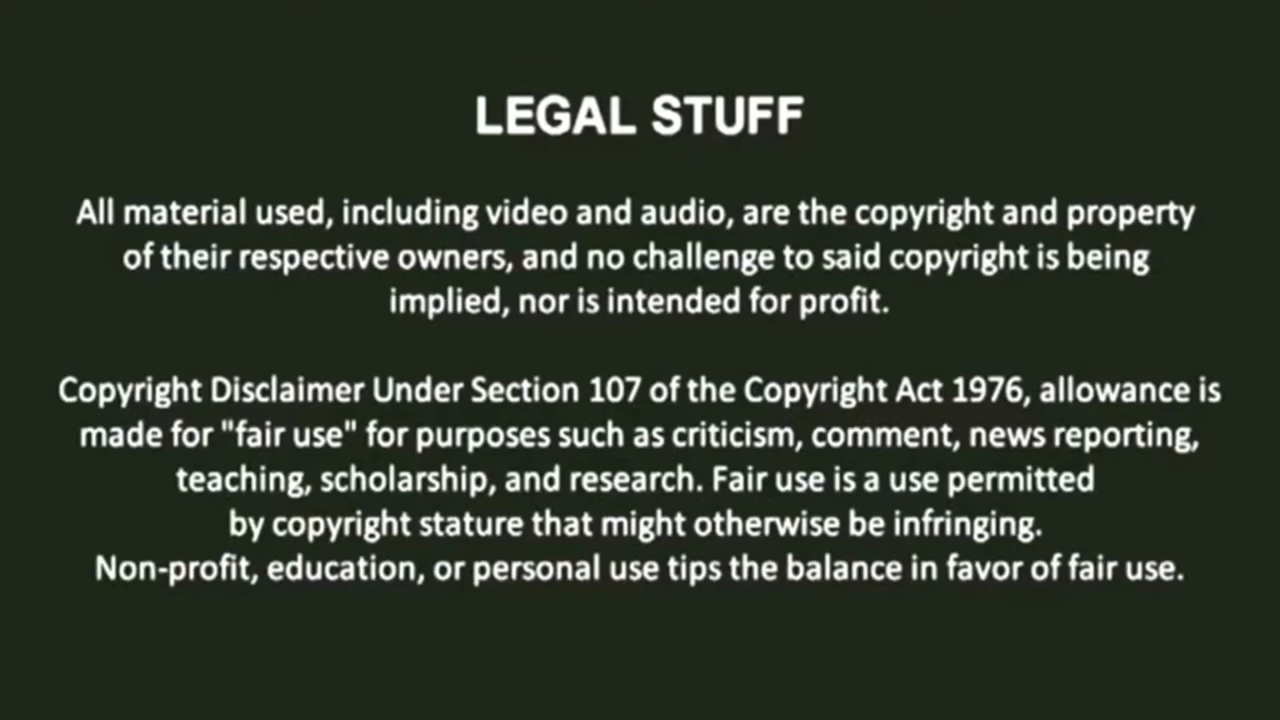 LEGAL STUFF
All material used, including video and audio, are the copyright and property
of their respective owners, and no challenge to said copyright is being
implied, nor is intended for profit.
Copyright Disclaimer Under Section 107 of the Copyright Act 1976, allowance is
made for "fair use" for purposes such as criticism, comment, news reporting,
teaching, scholarship, and research. Fair use is a use permitted
by copyright stature that might otherwise be infringing.
Non-profit, education, or personal use tips the balance in favor of fair use.